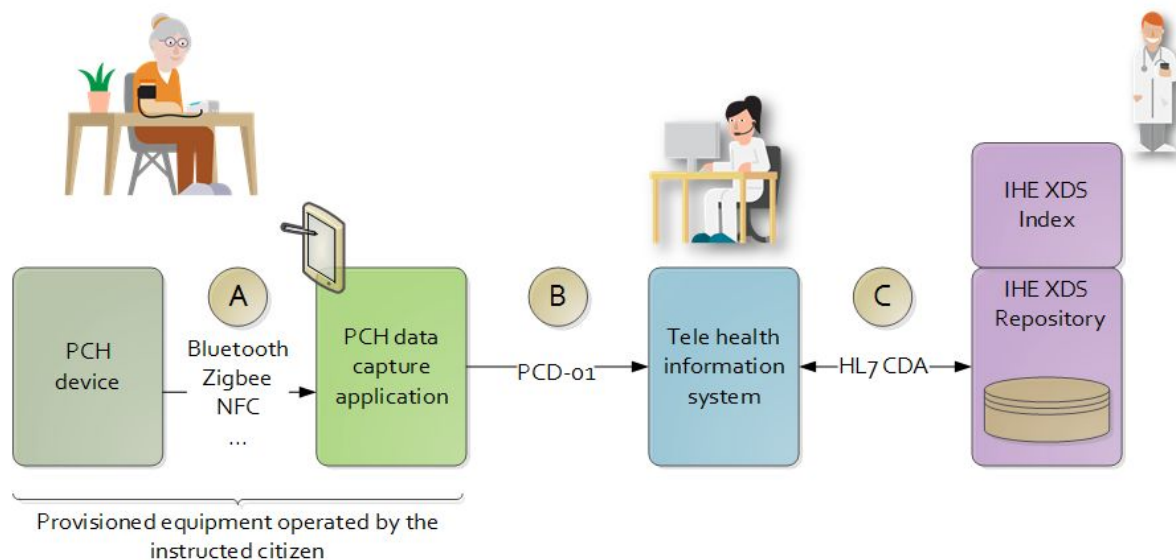 IHE XDS
Index
A
B
C
PCH
device
Bluetooth
Zigbee
NFC
...
PCH data
capture
application
PCD-01
Tele health
information
system
HL7 CDA
IHE XDS
Repository
Provisioned equipment operated by the
instructed citizen